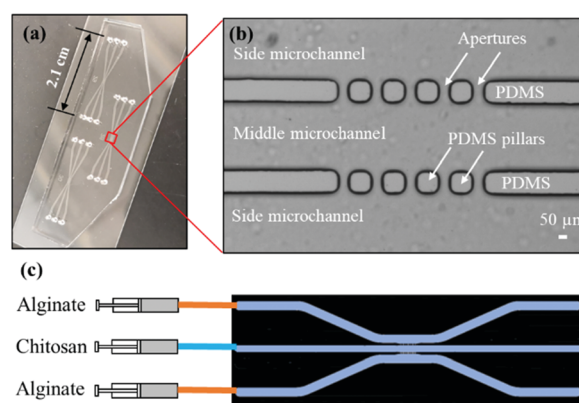 (a)
2.1 cm
(b)
Side microchannel
Apertures
PDMS
Middle microchannel
PDMS pillars
PDMS
Side microchannel
50 µm
(c)
Alginate
Chitosan
Alginate